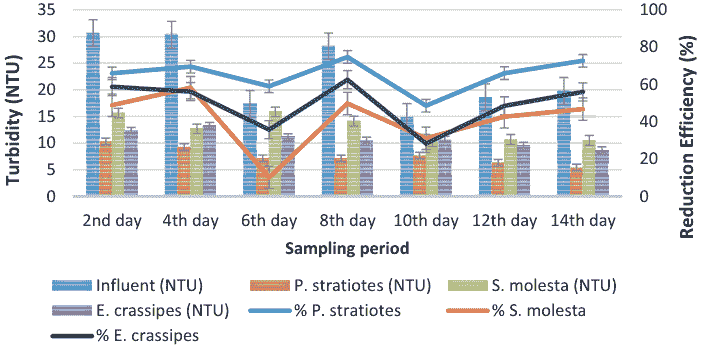 35 100
30 80
25
20 60
15 40
10
5 20
0 0
Turbidity (NTU)
Reduction Efficiency (%)
2nd day 4th day 6th day 8th day 10th day 12th day 14th day
Sampling period
Influent (NTU) P. stratiotes (NTU) S. molesta (NTU)
E. crassipes (NTU) % P. stratiotes % S. molesta
% E. crassipes